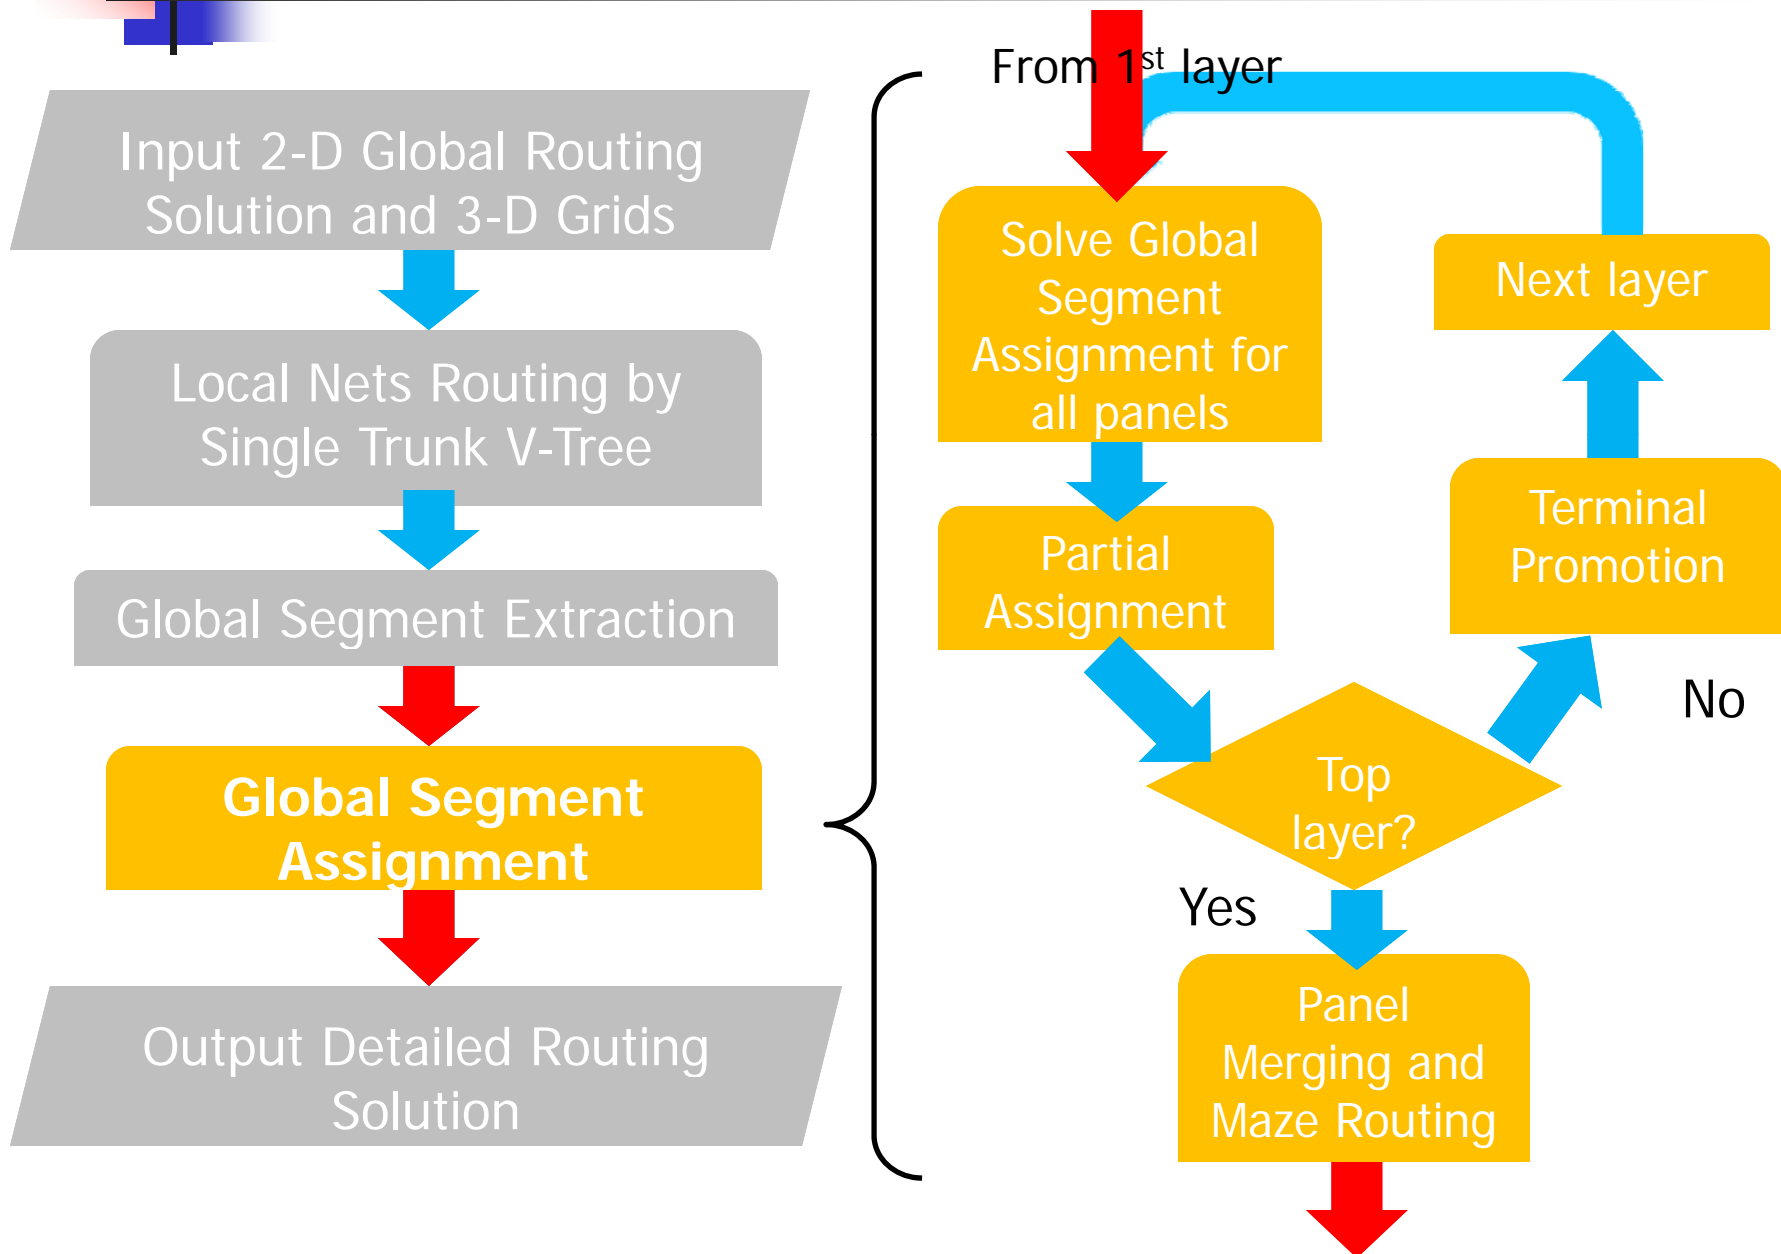 Input 2-D Global Routing
Solution and 3-D Grids
Local Nets Routing by
Single Trunk V-Tree
Global Segment Extraction
Global Segment
Assignment
Output Detailed Routing
Solution
From 1st layer
Solve Global
Segment
Assignment for
all panels
Partial
Assignment
Top
layer?
No
Terminal
Promotion
Next layer
Yes
Panel
Merging and
Maze Routing